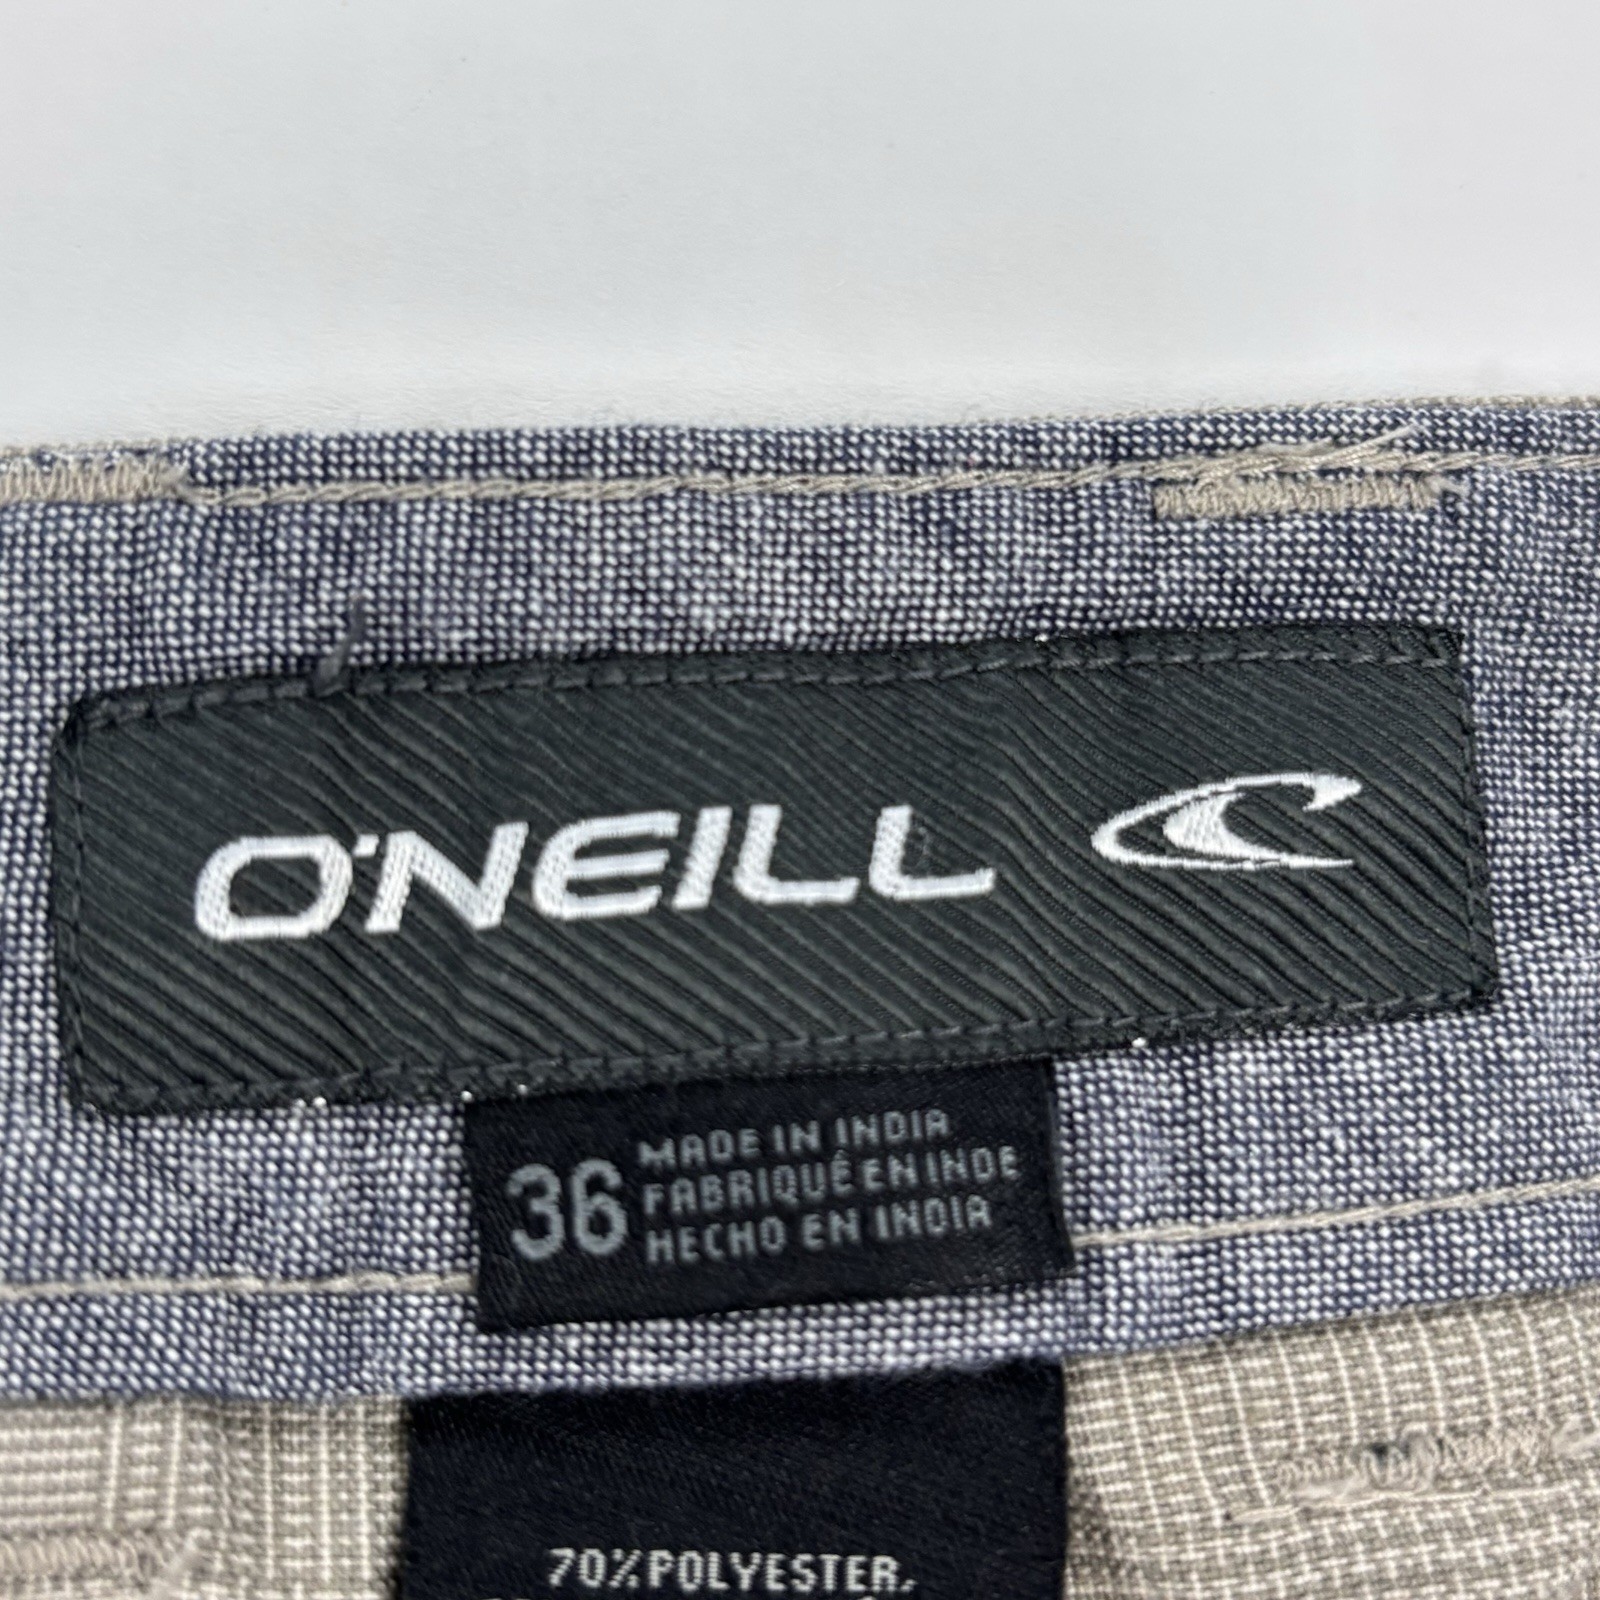 O'NEILL
36
MADE IN INDIA
FABRIQUÉ EN INDE
HECHO EN INDIA
70% POLYESTER,